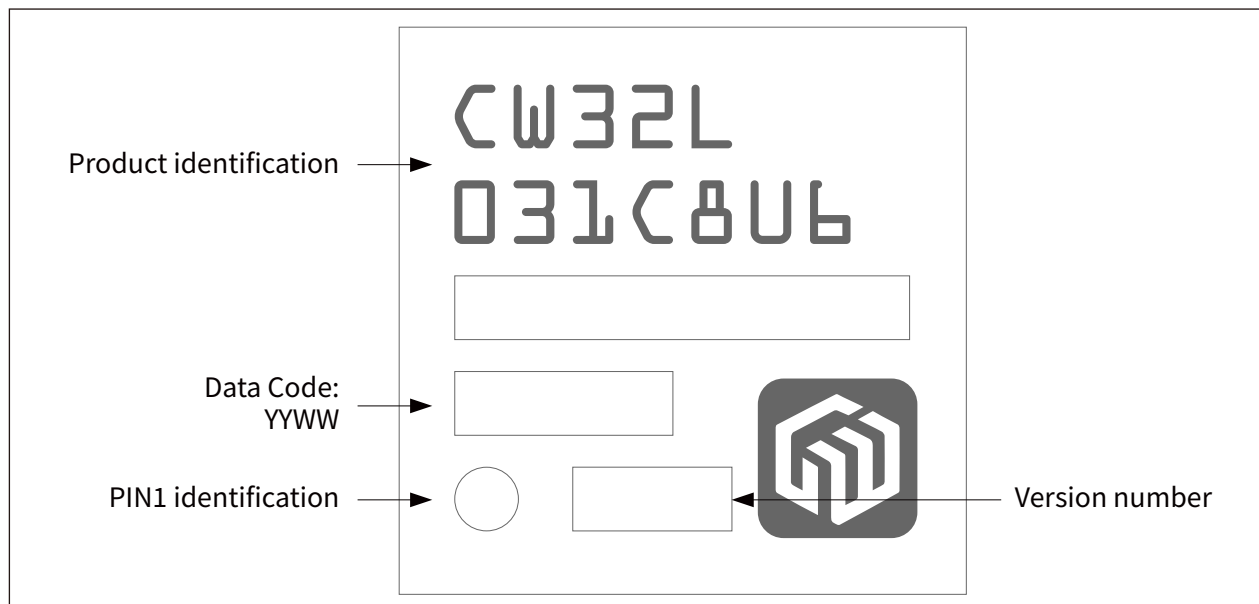 CW32L
Product identification
031C8U6
Data Code:
YYWW
PIN1 identification
Version number